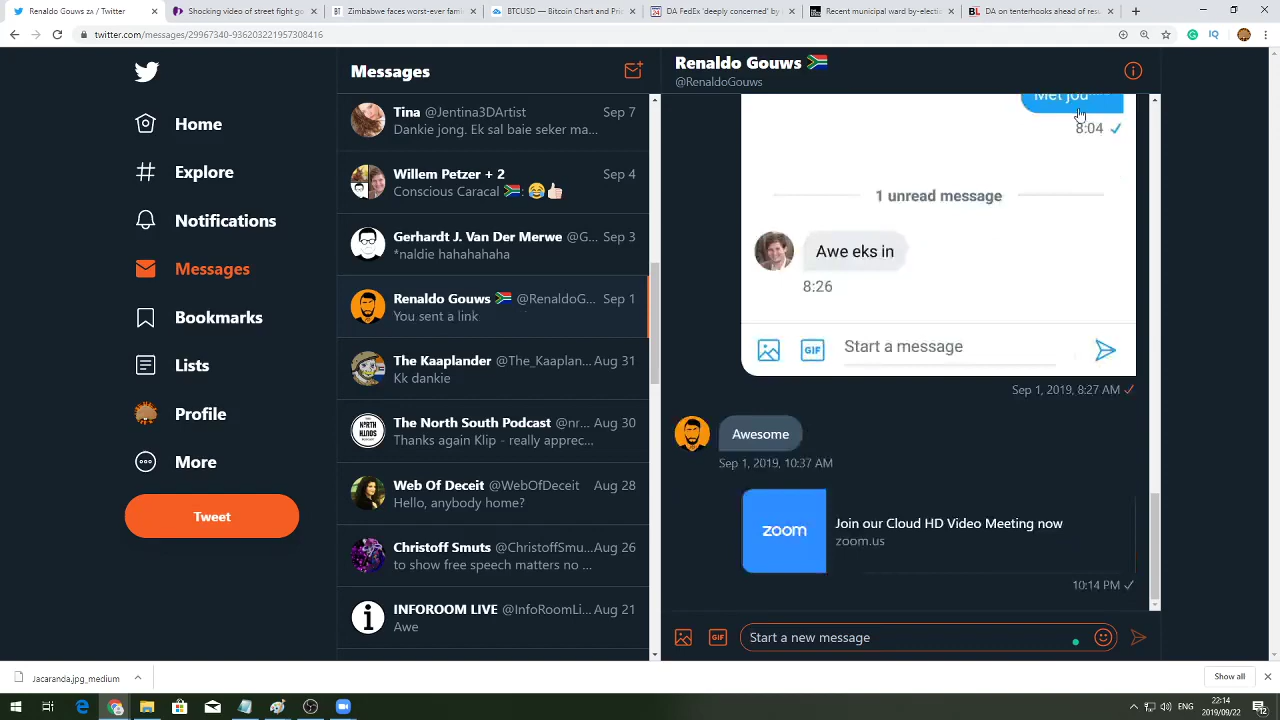 Renaldo Gouws za / Twitter
Shocking video of street fight go
Zimbabwe faces worst-ever
BTCUSD — Bitcoin Chart and Pri
DA FedEx 'deeply concerned' by
Recent municipal ward by-electi
DA on tenterhooks ahead of res
twitter.com/messages/29967340-936203221957308416
Home
Explore
Notifications
Messages
Bookmarks
Lists
Profile
More
Tweet
Messages
Tina @Jentina3DArtist Sep 7
Dankie jong. Ek sal baie seker ma...
Willem Petzer + 2 Sep 4
Conscious Caracal 🇿🇦: 😂👍🏻
Gerhardt J. Van Der Merwe @G... Sep 3
*naldie hahahahaha
Renaldo Gouws 🇿🇦 @RenaldoG... Sep 1
You sent a link
The Kaaplander @The_Kaaplan... Aug 31
Kk dankie
The North South Podcast @nr... Aug 30
Thanks again Klip - really apprec...
Web Of Deceit @WebOfDeceit Aug 28
Hello, anybody home?
Christoff Smuts @ChristoffSmu... Aug 26
to show free speech matters no ...
INFOROOM LIVE @InfoRoomLi... Aug 21
Awe
Renaldo Gouws 🇿🇦
@RenaldoGouws
Met jou
8:04
1 unread message
Awe eks in
8:26
GIF Start a message
Sep 1, 2019, 8:27 AM
Awesome
Sep 1, 2019, 10:37 AM
zoom
Join our Cloud HD Video Meeting now
zoom.us
10:14 PM
GIF Start a new message
Jacaranda.jpg_medium
Show all
ENG
22:14
2019/09/22